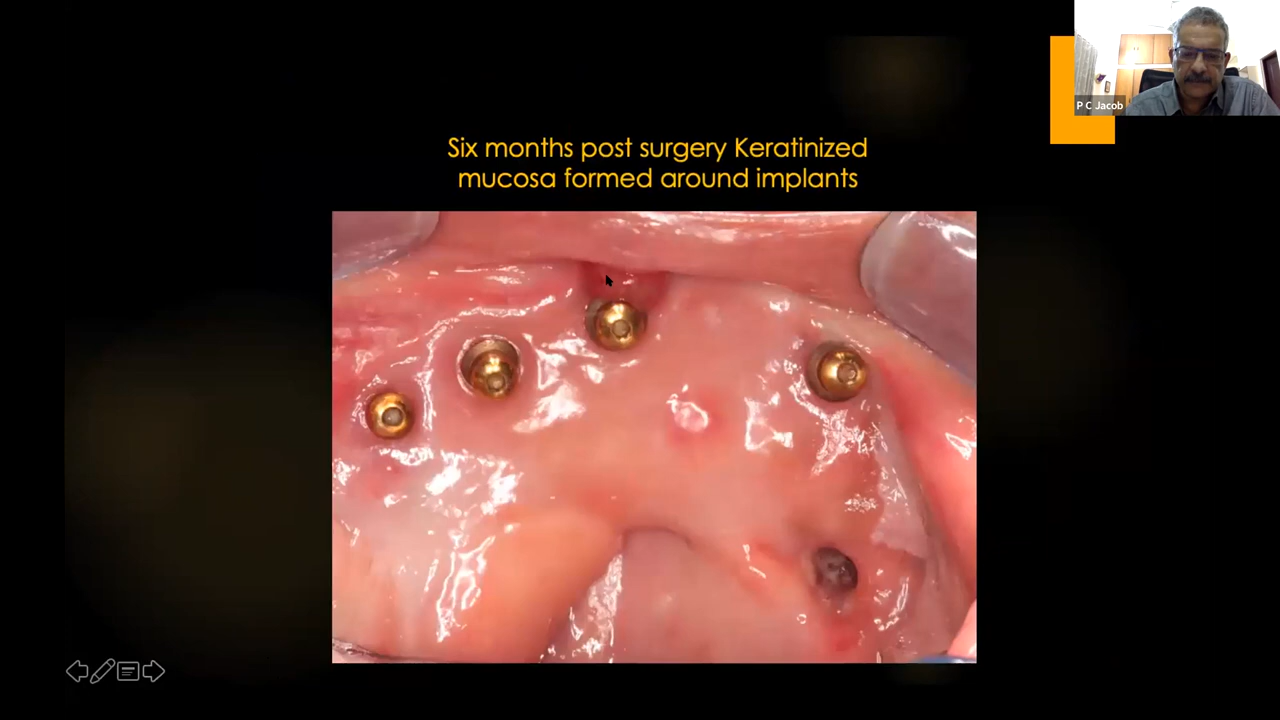 P C Jacob
Six months post surgery Keratinized
mucosa formed around implants